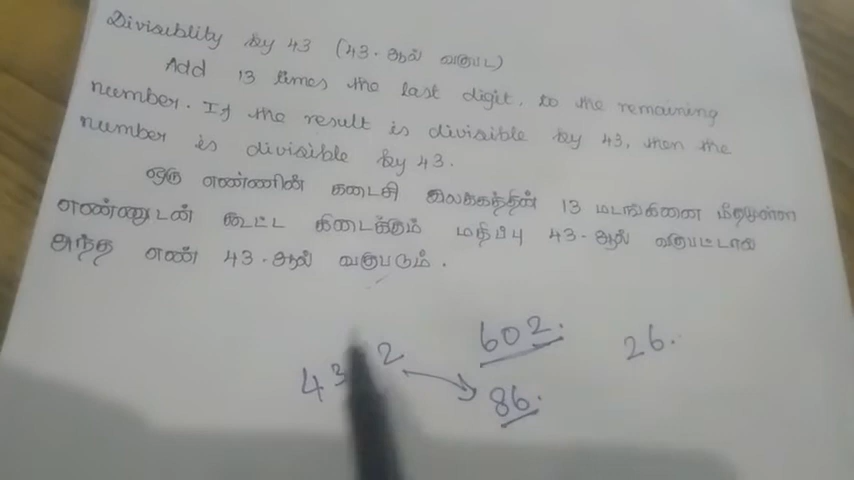 Divisiblity by 43 (43-ஆல் வகுபட)
Add 13 times the last digit, to the remaining
number. If the result is divisible by 43, then the
number is divisible by 43.
ஒரு எண்ணின் கடைசி இலக்கத்தின் 13 மடங்கினை மீதமுள்ள
எண்ணுடன் கூட்ட கிடைக்கும் மதிப்பு 43-ஆல் வகுபட்டால்
அந்த எண் 43-ஆல் வகுபடும்.
602. 26.
43 2
86.